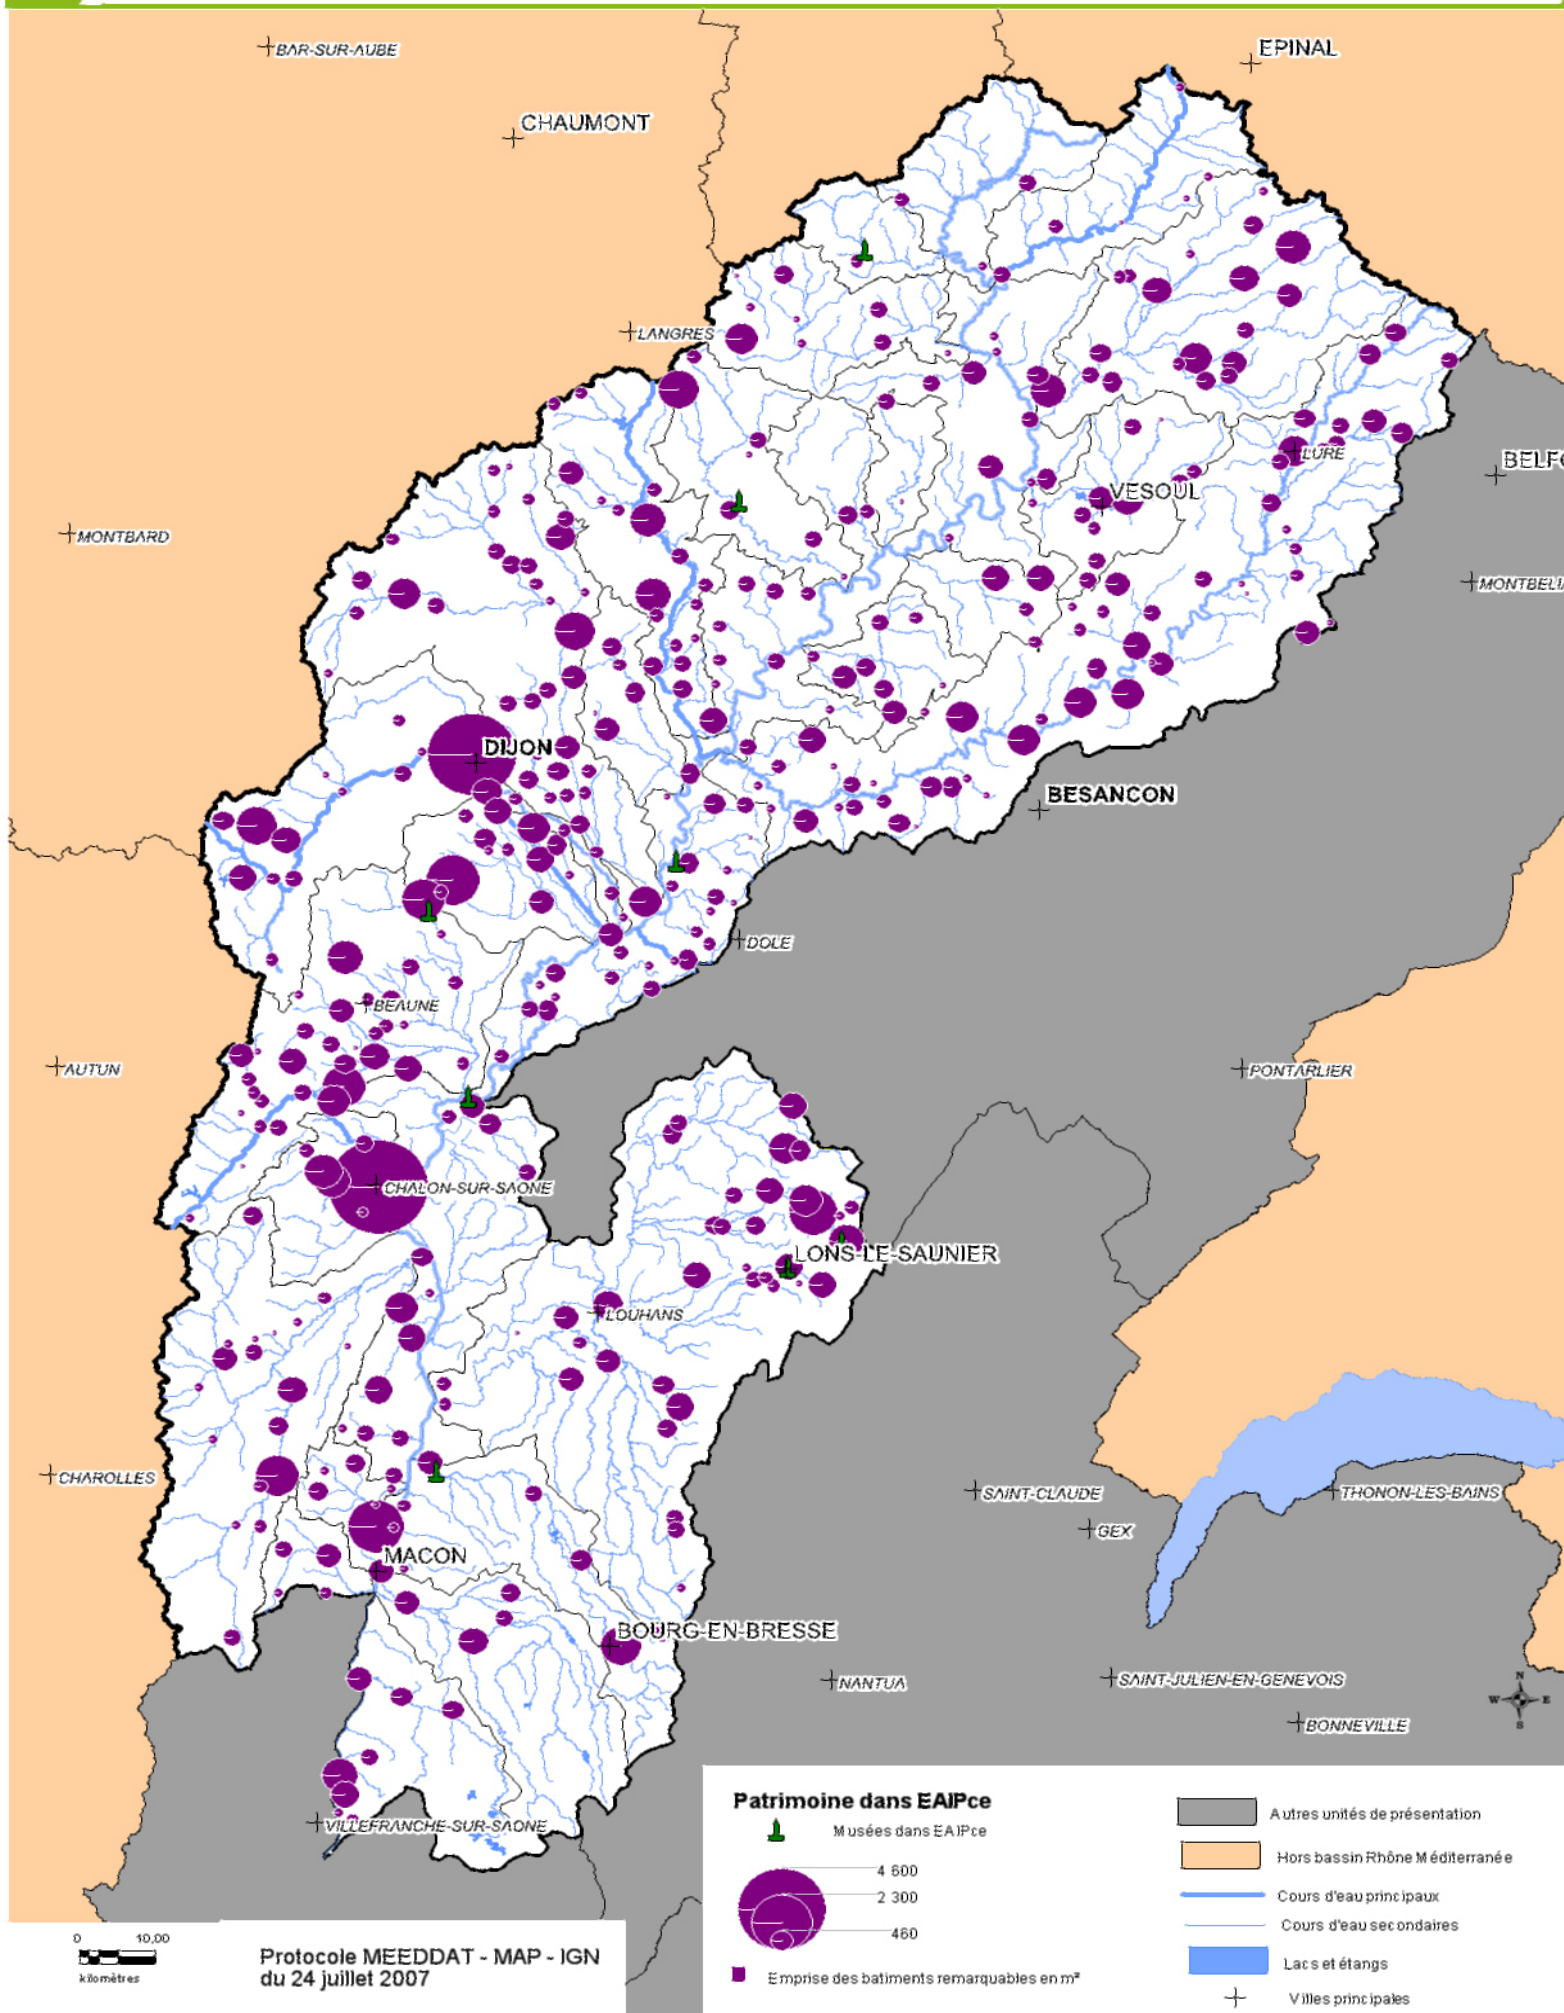 BAR-SUR-AUBE
EPINAL
CHAUMONT
LANGRES
LURE
VESOUL
MONTBARD
DIJON
BESANCON
DOLE
BEAUNE
AUTUN
PONTARLIER
CHALON-SUR-SAONE
LONS-LE-SAUNIER
LOUHANS
CHAROLLES
SAINT-CLAUDE
THONON-LES-BAINS
GEX
MACON
BOURG-EN-BRESSE
NANTUA
SAINT-JULIEN-EN-GENEVOIS
BONNEVILLE
N
W E
S
VILLEFRANCHE-SUR-SAONE
Patrimoine dans EAIPce
Musées dans EAIPce
4 600
2 300
460
Emprise des batiments remarquables en m²
Autres unités de présentation
Hors bassin Rhône Méditerranée
Cours d'eau principaux
Cours d'eau secondaires
Lacs et étangs
Villes principales
0 10,00
kilomètres
Protocole MEEDDAT - MAP - IGN
du 24 juillet 2007